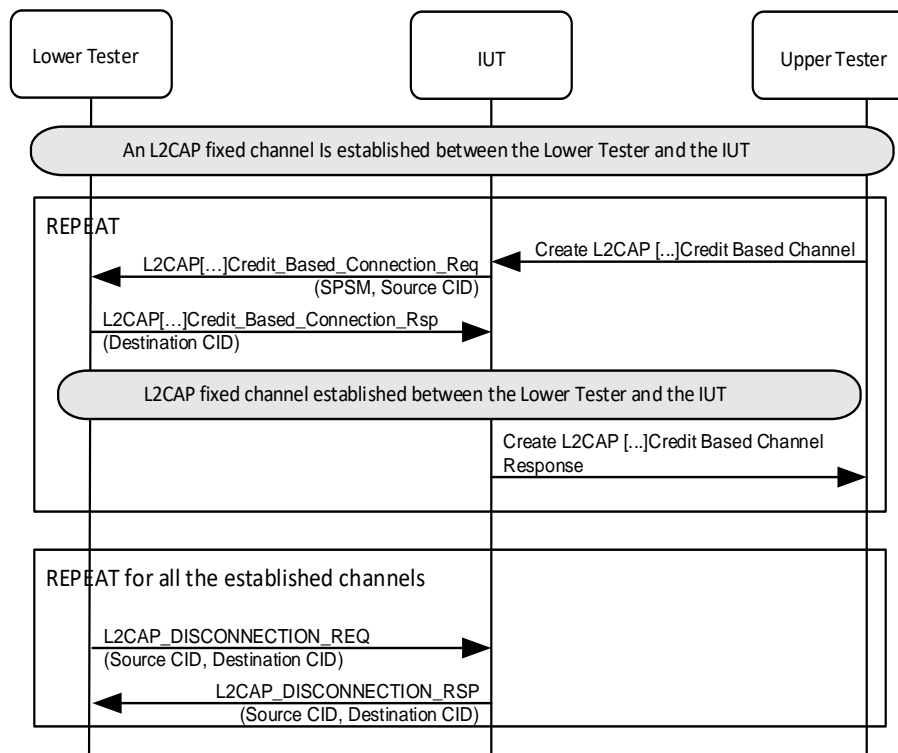 Lower Tester
IUT
Upper Tester
An L2CAP fixed channel Is established between the Lower Tester and the IUT
REPEAT
Create L2CAP [...]Credit Based Channel
L2CAP[...]Credit_Based_Connection_Req
(SPSM, Source CID)
L2CAP[...]Credit_Based_Connection_Rsp
(Destination CID)
L2CAP fixed channel established between the Lower Tester and the IUT
Create L2CAP [...]Credit Based Channel
Response
REPEAT for all the established channels
L2CAP_DISCONNECTION_REQ
(Source CID, Destination CID)
L2CAP_DISCONNECTION_RSP
(Source CID, Destination CID)